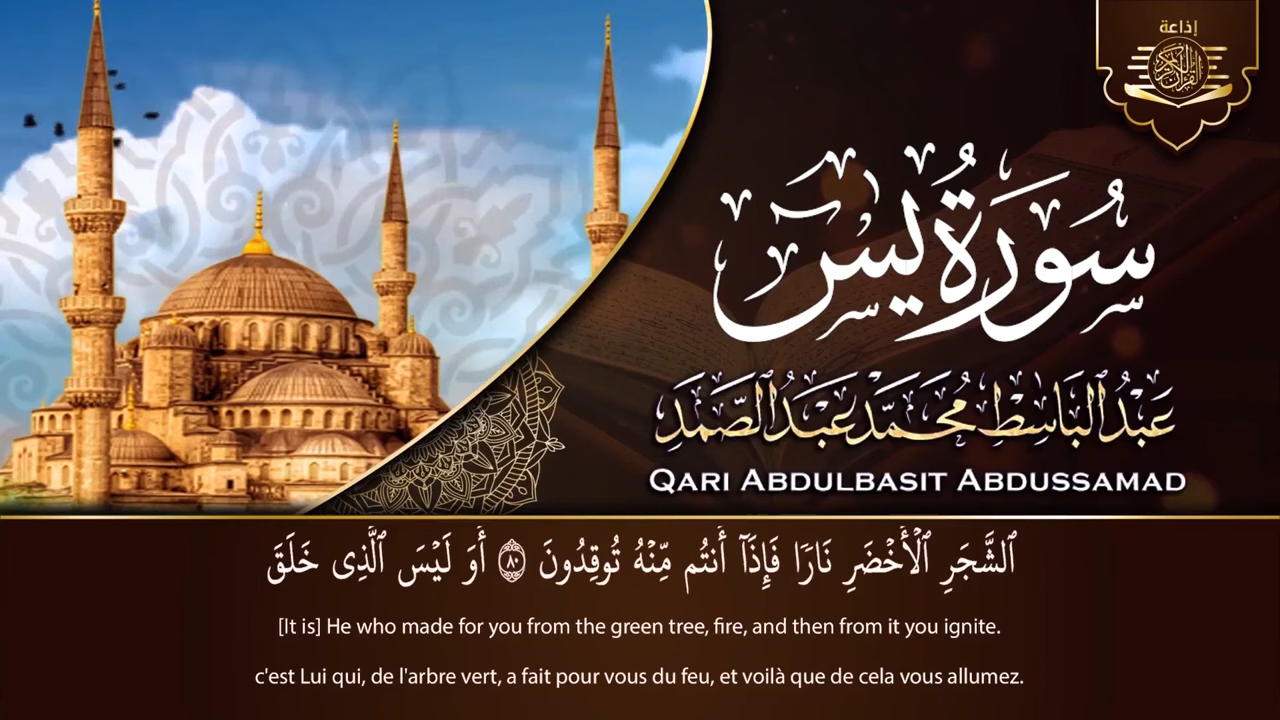 إذاعة
القرآن الكريم
سُورَةُ يسٓ
عَبْدُ الْبَاسِطِ مُحَمَّدْ عَبْدُ الصَّمَدِ
QARI ABDULBASIT ABDUSSAMAD
ٱلشَّجَرِ ٱلْأَخْضَرِ نَارًا فَإِذَآ أَنتُم مِّنْهُ تُوقِدُونَ ٨٠ أَوَ لَيْسَ ٱلَّذِى خَلَقَ
[It is] He who made for you from the green tree, fire, and then from it you ignite.
c'est Lui qui, de l'arbre vert, a fait pour vous du feu, et voilà que de cela vous allumez.